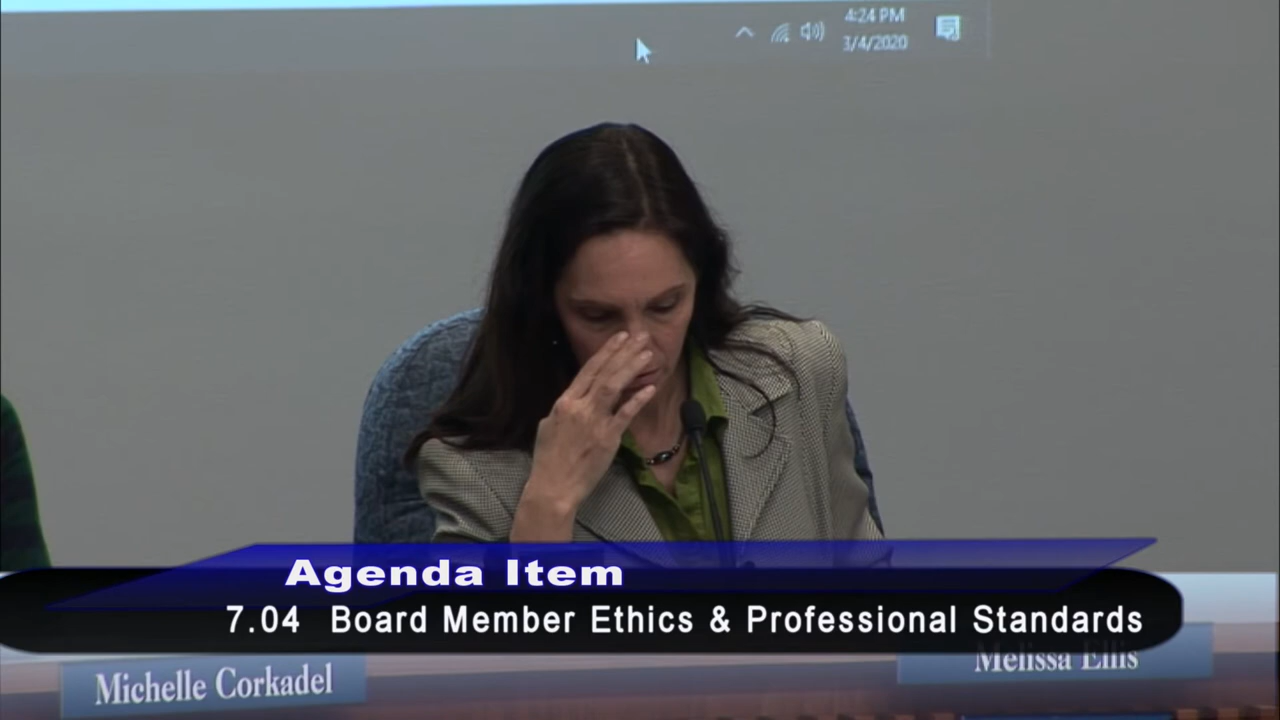 4:24 PM
3/4/2020
Agenda Item
7.04 Board Member Ethics & Professional Standards
Michelle Corkadel
Melissa Ellis